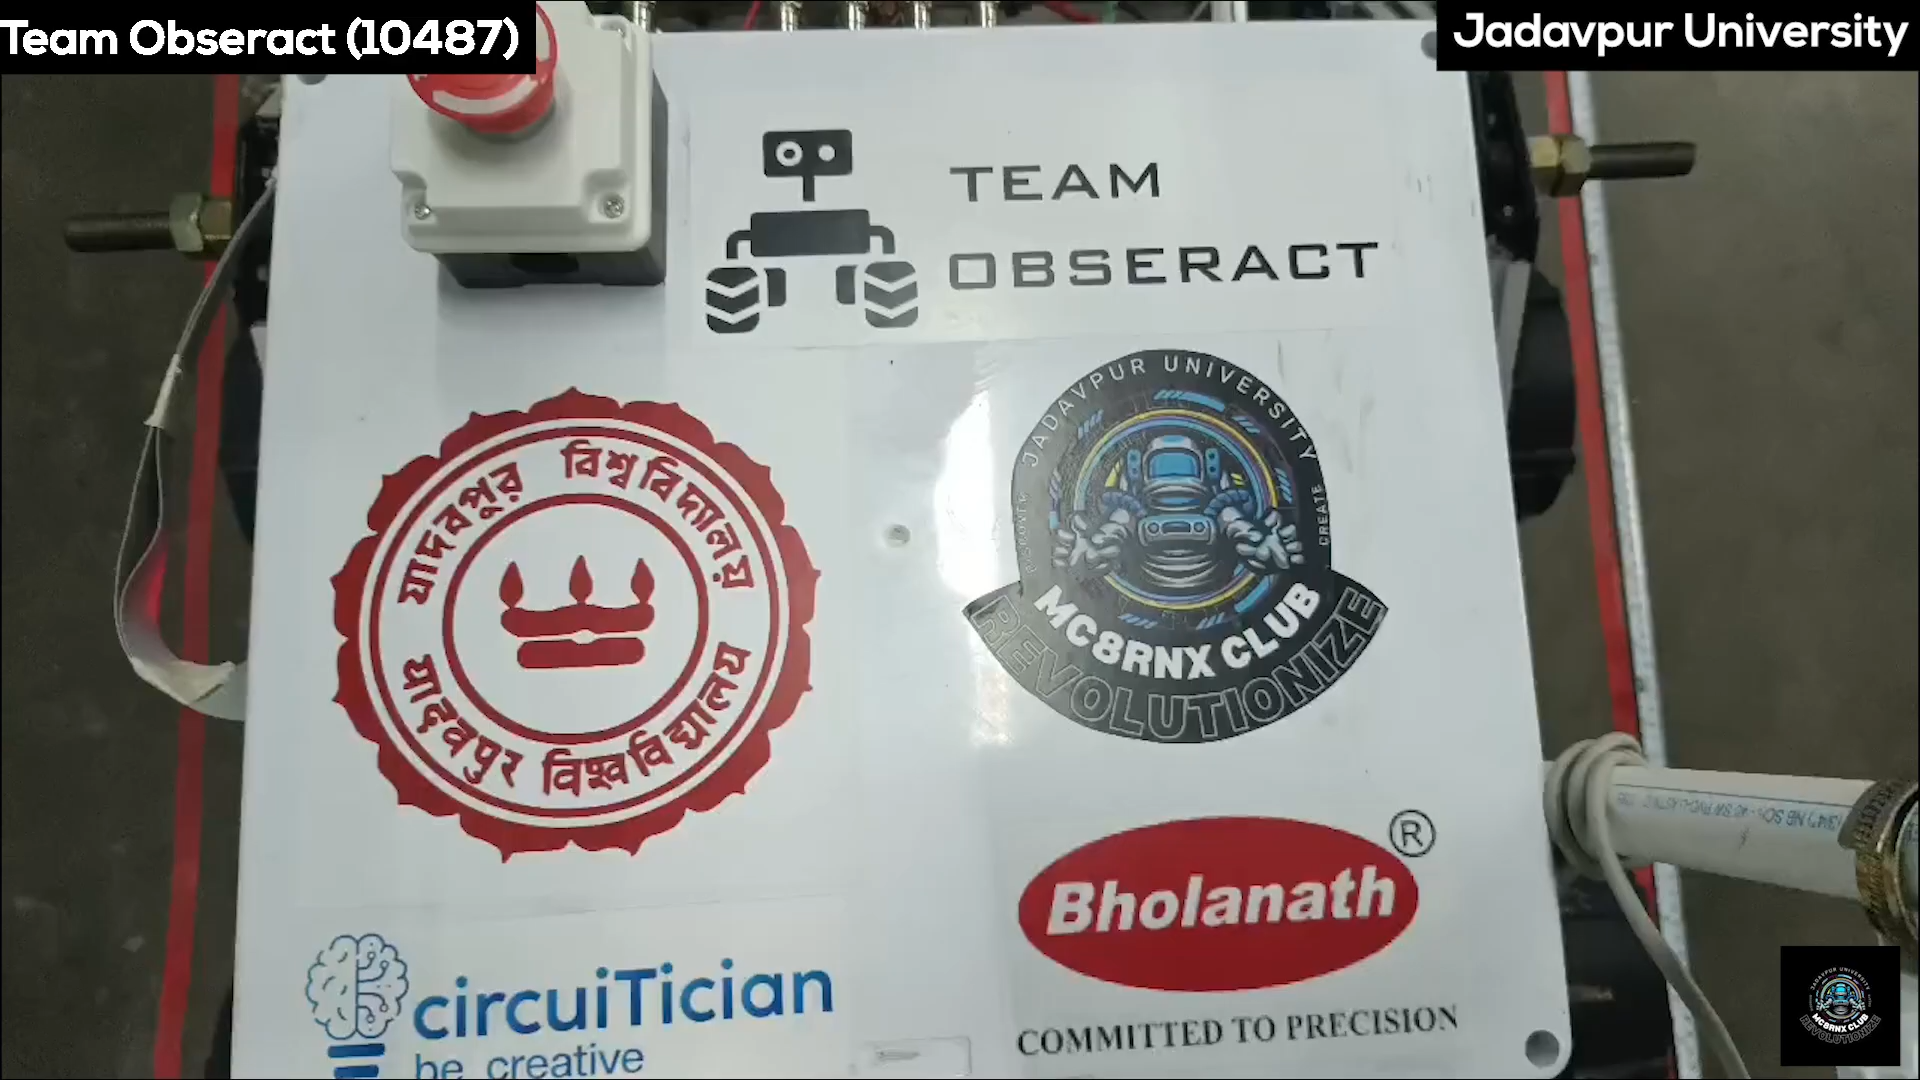 Team Obseract (10487)
Jadavpur University
TEAM
OBSERACT
যাদবপুর বিশ্ববিদ্যালয়
यादवपुर विश्वविद्यालय
JADAVPUR UNIVERSITY
CREATE
MC8RNX CLUB
REVOLUTIONIZE
Bholanath
®
COMMITTED TO PRECISION
circuiTician
be creative
JADAVPUR UNIVERSITY
MC8RNX CLUB
REVOLUTIONIZE